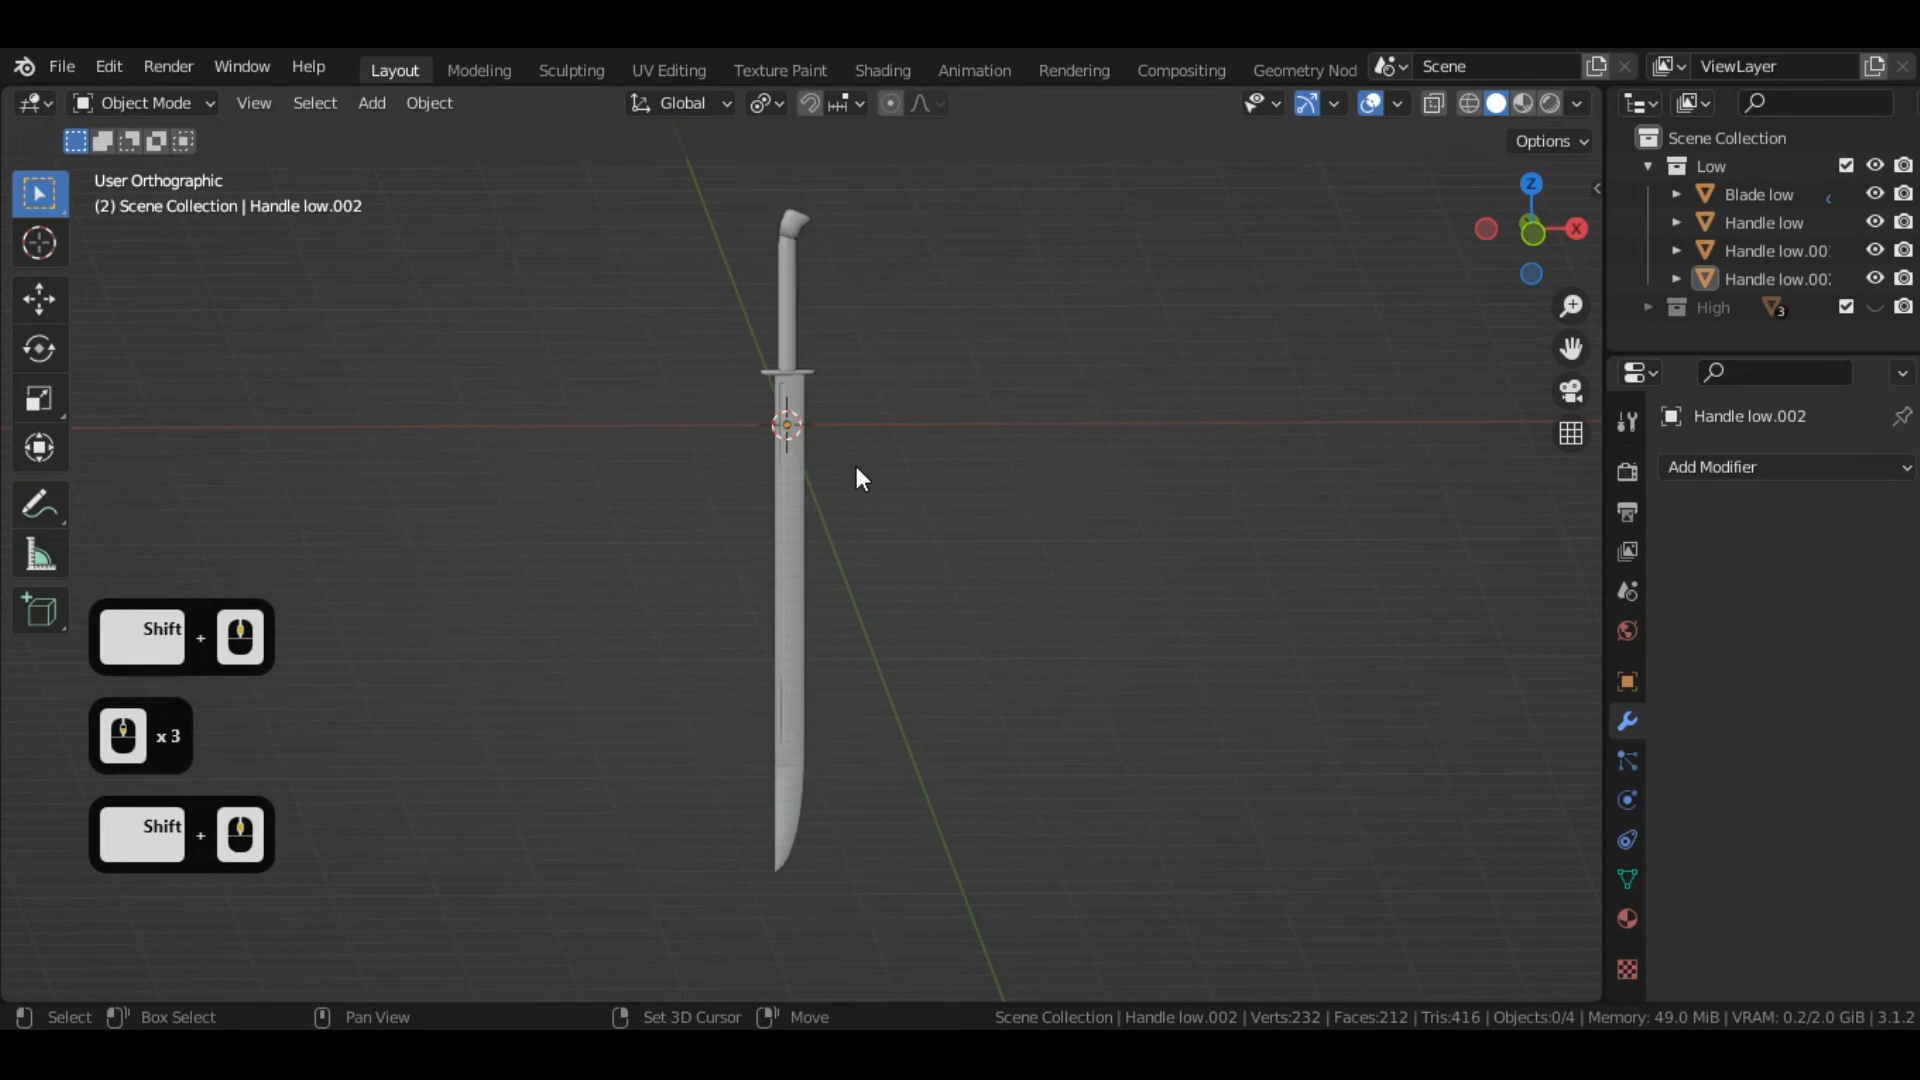 File Edit Render Window Help Layout Modeling Sculpting UV Editing Texture Paint Shading Animation Rendering Compositing Geometry Nod Scene ViewLayer
Object Mode View Select Add Object Global
Options
User Orthographic
(2) Scene Collection | Handle low.002
Z
X
Scene Collection
Low
Blade low
Handle low
Handle low.00
Handle low.00
High 3
Handle low.002
Add Modifier
Shift +
x 3
Shift +
Select Box Select Pan View Set 3D Cursor Move Scene Collection | Handle low.002 | Verts:232 | Faces:212 | Tris:416 | Objects:0/4 | Memory: 49.0 MiB | VRAM: 0.2/2.0 GiB | 3.1.2